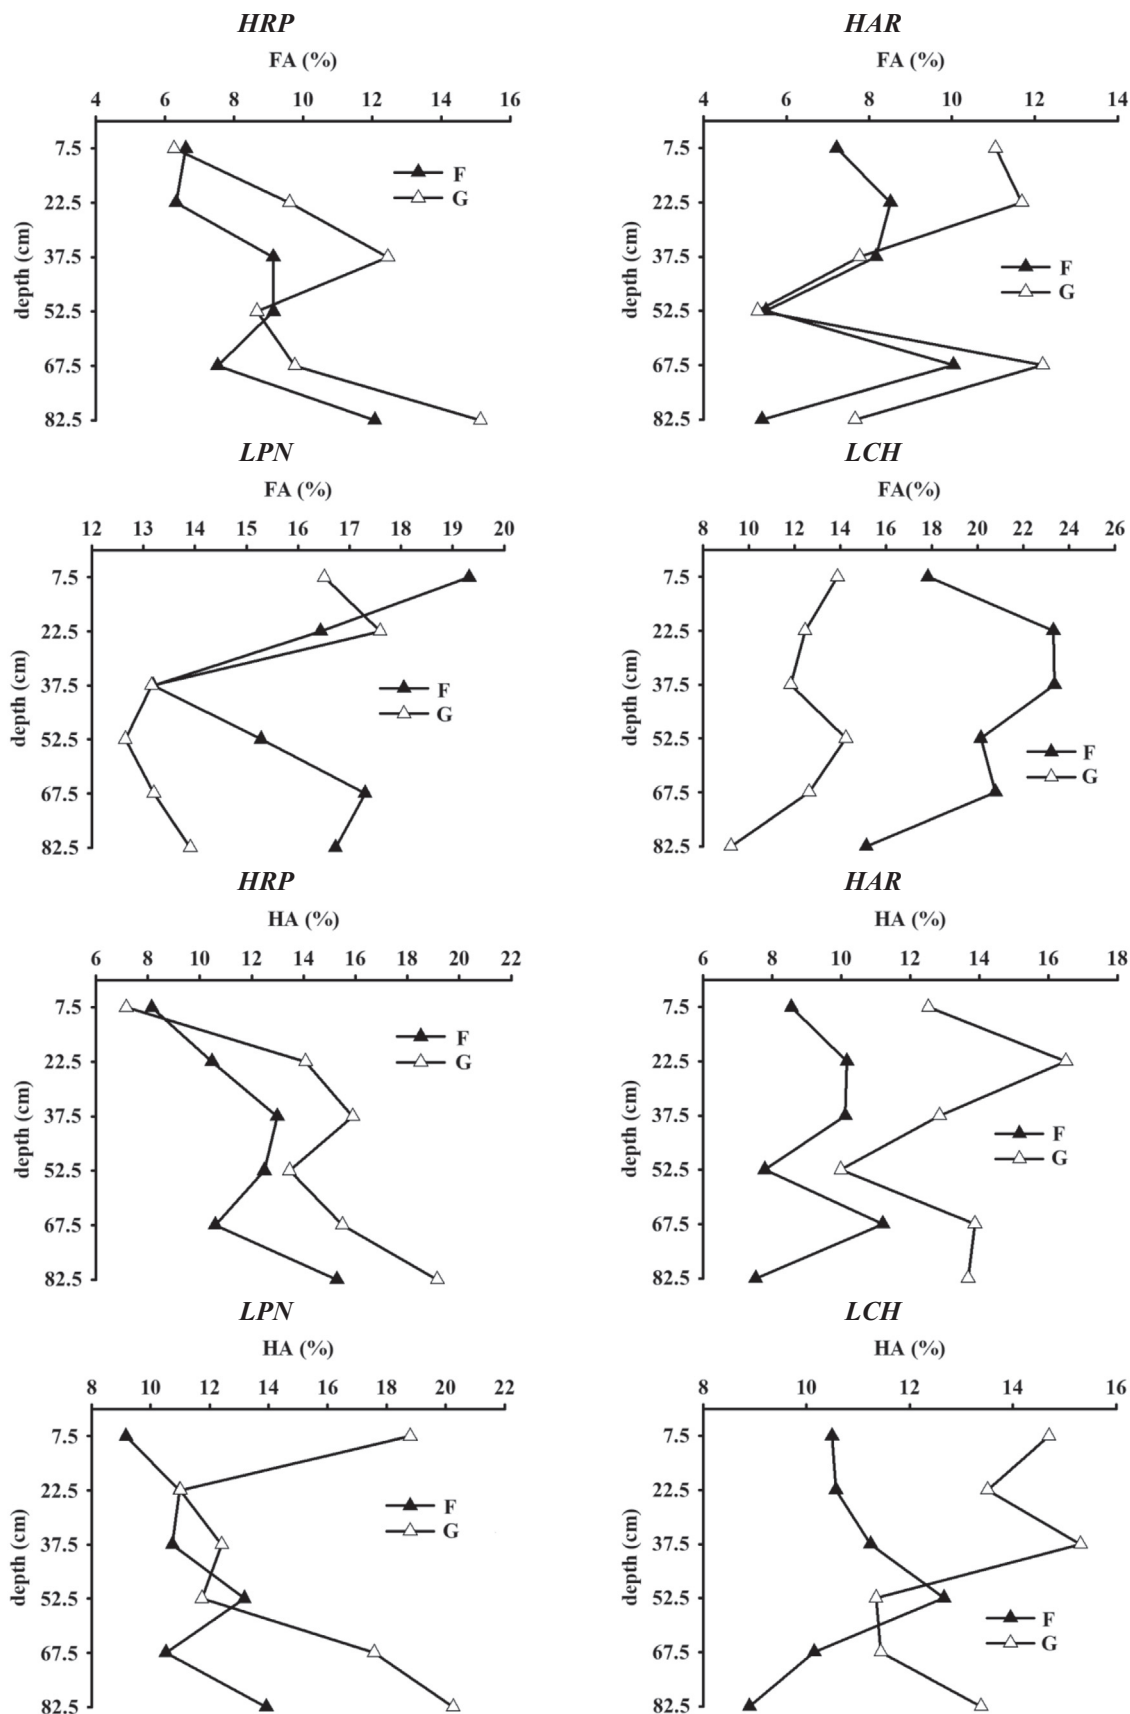 HRP
FA (%)
4 6 8 10 12 14 16
7.5
22.5
37.5
52.5
67.5
82.5
depth (cm)
F
G
HAR
FA (%)
4 6 8 10 12 14
7.5
22.5
37.5
52.5
67.5
82.5
depth (cm)
F
G
LPN
FA (%)
12 13 14 15 16 17 18 19 20
7.5
22.5
37.5
52.5
67.5
82.5
depth (cm)
F
G
LCH
FA(%)
8 10 12 14 16 18 20 22 24 26
7.5
22.5
37.5
52.5
67.5
82.5
depth (cm)
F
G
HRP
HA (%)
6 8 10 12 14 16 18 20 22
7.5
22.5
37.5
52.5
67.5
82.5
depth (cm)
F
G
HAR
HA (%)
6 8 10 12 14 16 18
7.5
22.5
37.5
52.5
67.5
82.5
depth (cm)
F
G
LPN
HA (%)
8 10 12 14 16 18 20 22
7.5
22.5
37.5
52.5
67.5
82.5
depth (cm)
F
G
LCH
HA (%)
8 10 12 14 16
7.5
22.5
37.5
52.5
67.5
82.5
depth (cm)
F
G